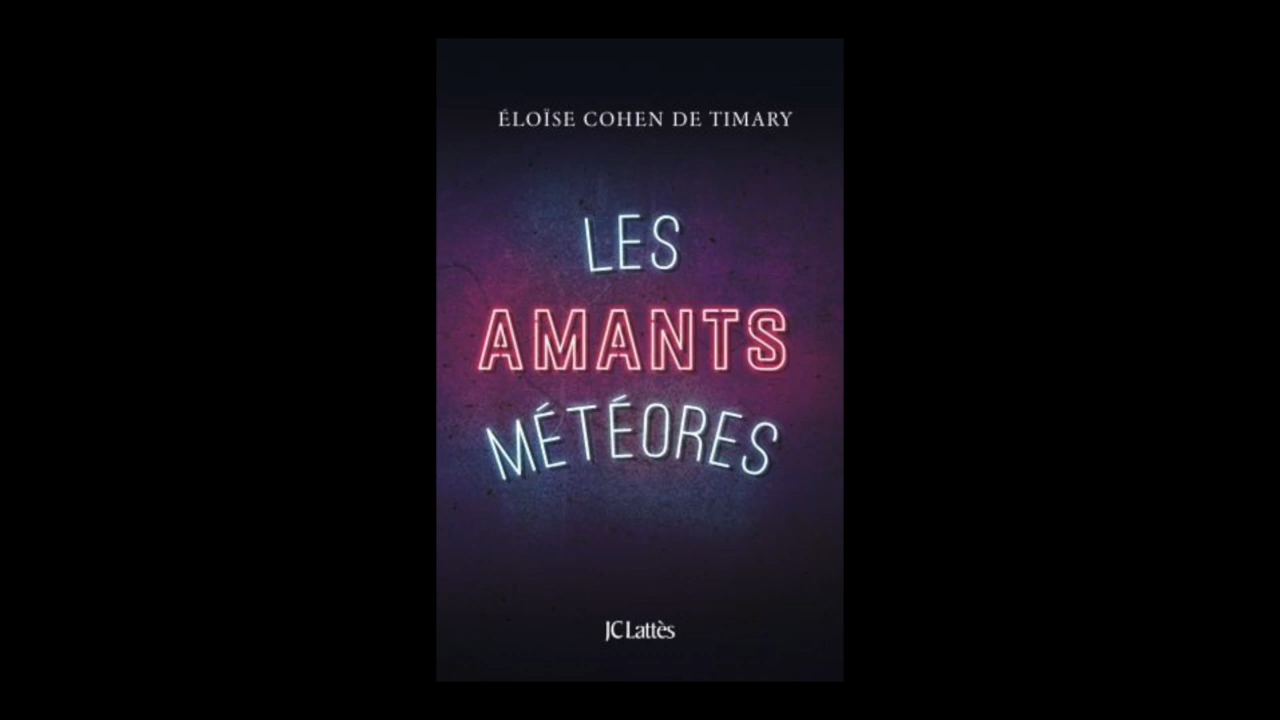 ÉLOÏSE COHEN DE TIMARY
LES
AMANTS
MÉTÉORES
JC Lattès